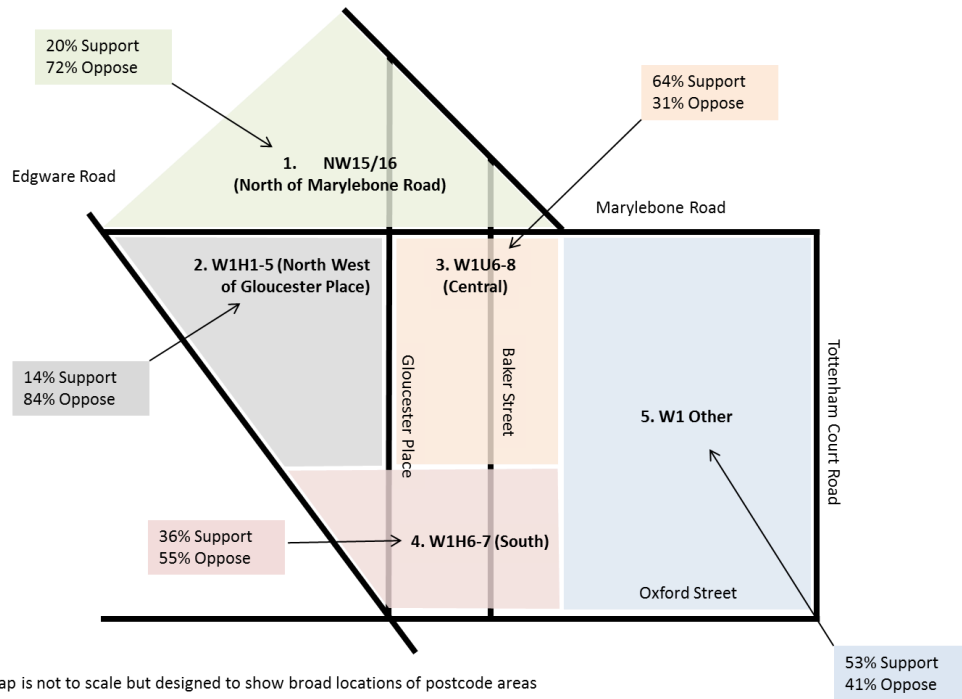 20% Support
72% Oppose
64% Support
31% Oppose
1. NW15/16
(North of Marylebone Road)
Edgware Road
Marylebone Road
2. W1H1-5 (North West
of Gloucester Place)
3. W1U6-8
(Central)
Gloucester Place
Baker Street
Tottenham Court Road
14% Support
84% Oppose
5. W1 Other
36% Support
55% Oppose
4. W1H6-7 (South)
Oxford Street
53% Support
41% Oppose
ap is not to scale but designed to show broad locations of postcode areas